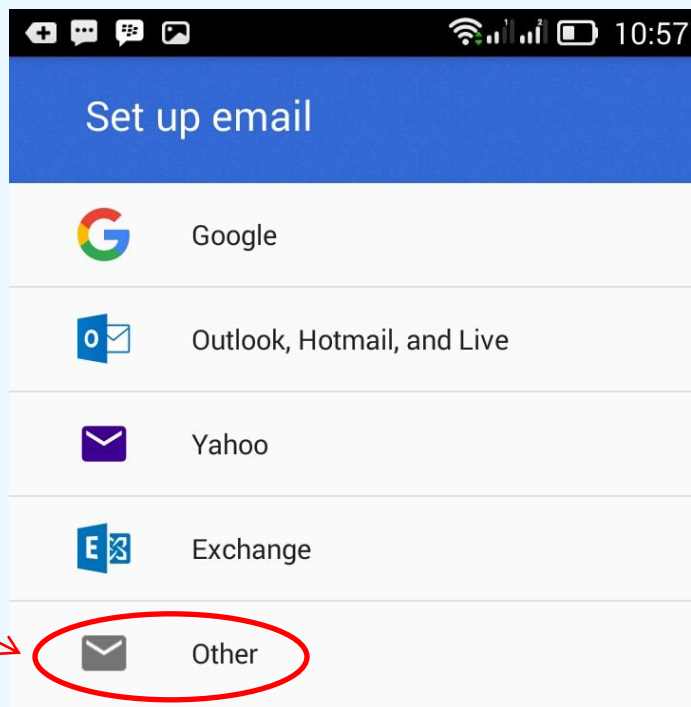 10:57
Set up email
Google
Outlook, Hotmail, and Live
Yahoo
Exchange
Other